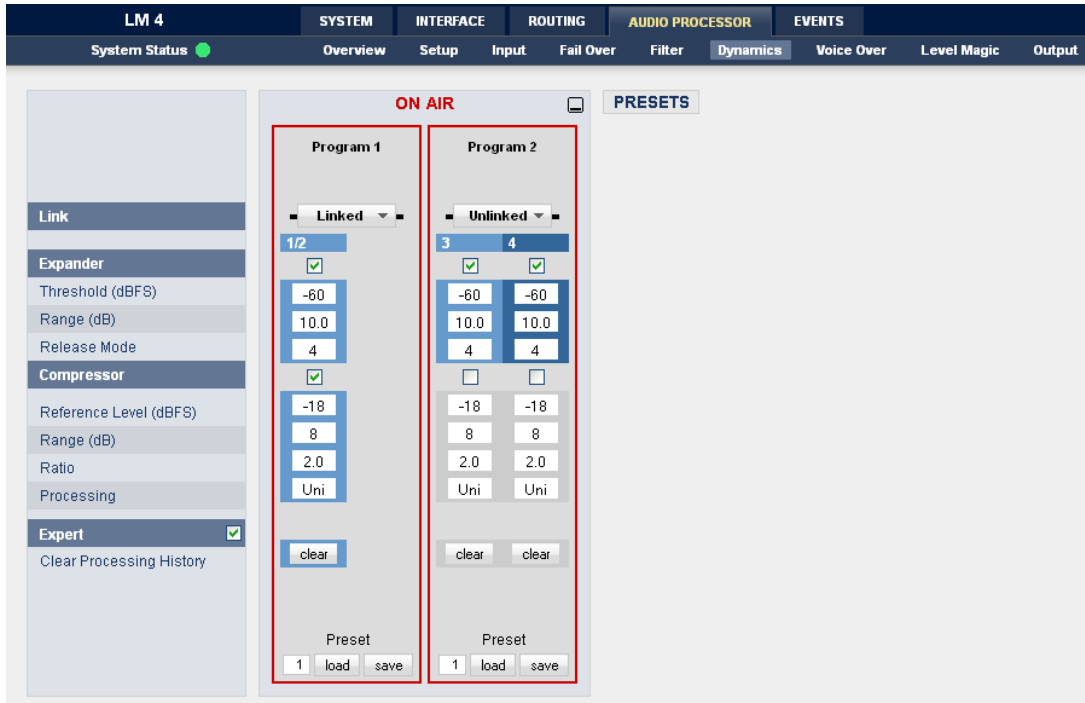 LM 4 SYSTEM INTERFACE ROUTING AUDIO PROCESSOR EVENTS
System Status Overview Setup Input Fail Over Filter Dynamics Voice Over Level Magic Output
ON AIR PRESETS
Program 1 Program 2
Link Linked Unlinked
1/2 3 4
Expander
Threshold (dBFS) -60 -60 -60
Range (dB) 10.0 10.0 10.0
Release Mode 4 4 4
Compressor
Reference Level (dBFS) -18 -18 -18
Range (dB) 8 8 8
Ratio 2.0 2.0 2.0
Processing Uni Uni Uni
Expert
Clear Processing History clear clear clear
Preset Preset
1 load save 1 load save